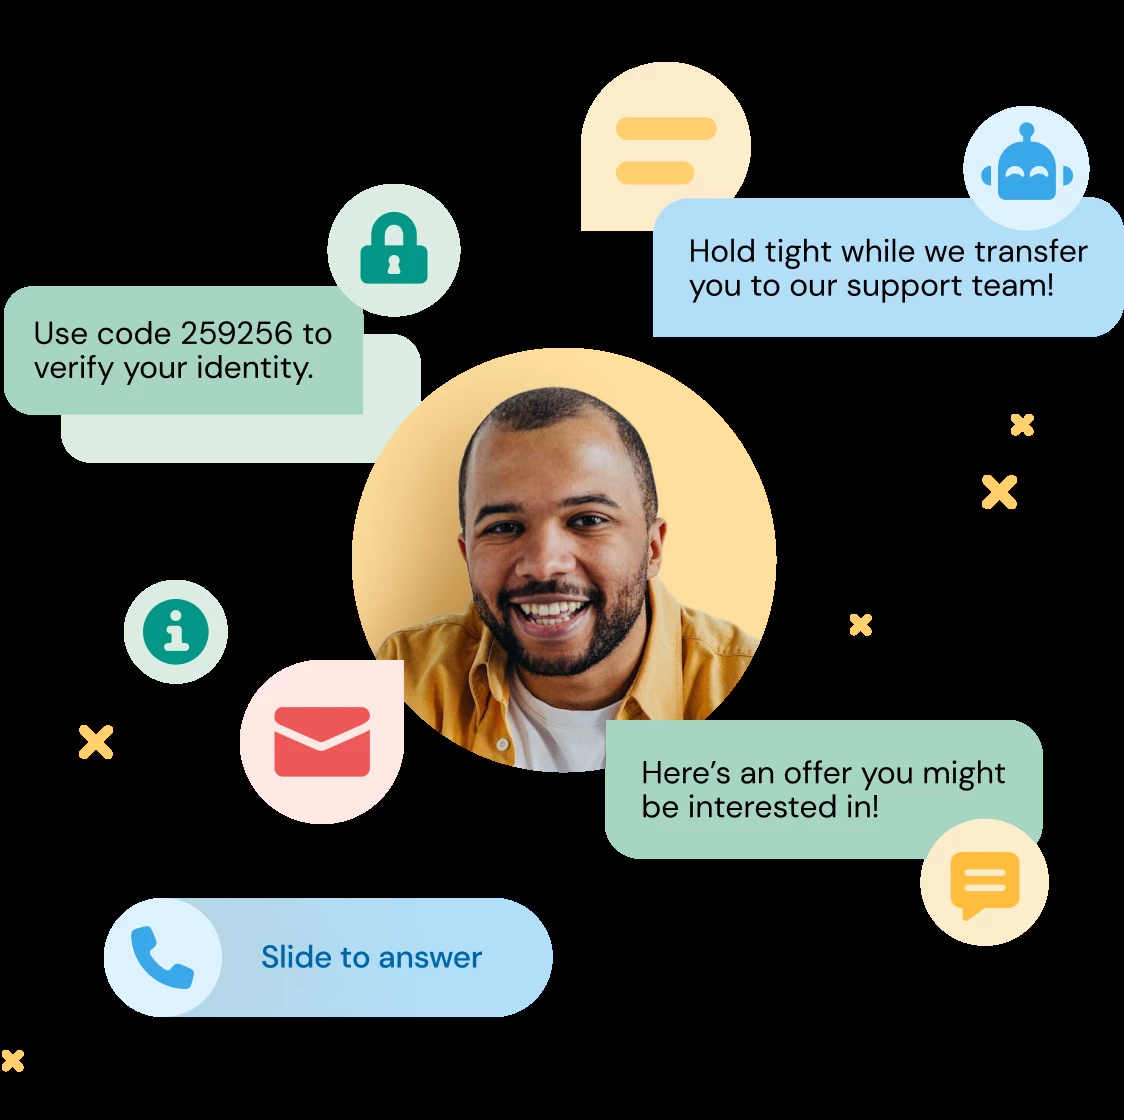 Hold tight while we transfer
you to our support team!
Use code 259256 to
verify your identity.
Here’s an offer you might
be interested in!
Slide to answer